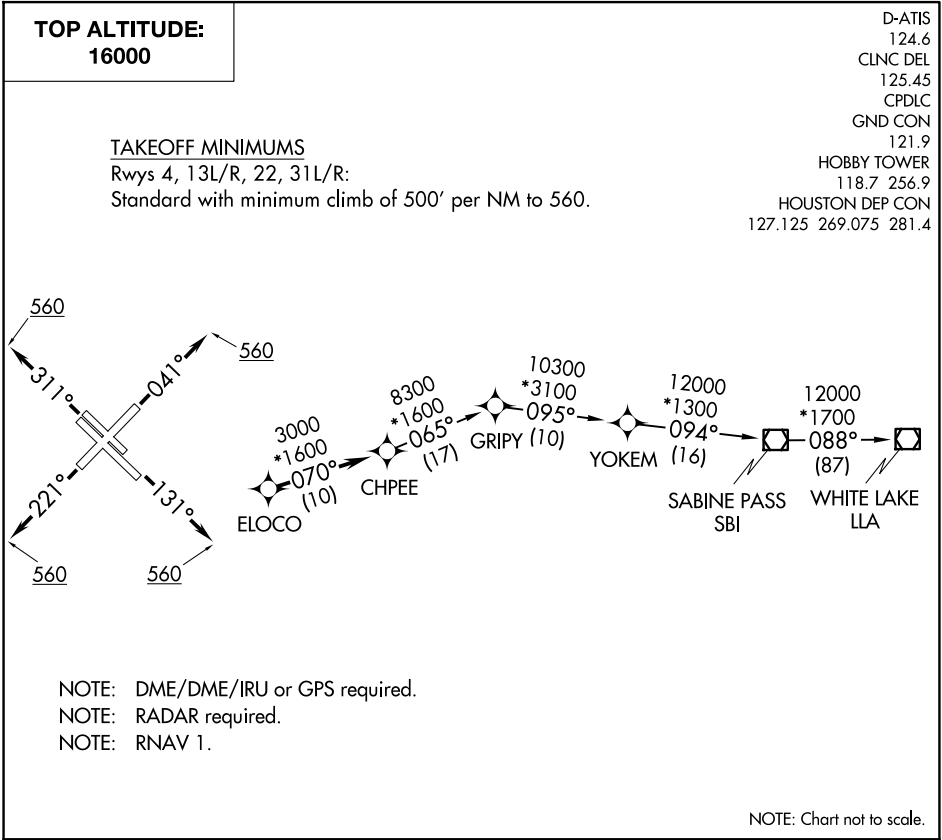 TOP ALTITUDE:
16000
D-ATIS
124.6
CLNC DEL
125.45
CPDLC
GND CON
121.9
HOBBY TOWER
118.7 256.9
HOUSTON DEP CON
127.125 269.075 281.4
TAKEOFF MINIMUMS
Rwys 4, 13L/R, 22, 31L/R:
Standard with minimum climb of 500' per NM to 560.
560
560
311°
041°
221°
131°
560
560
3000
*1600
070°
(10)
ELOCO
8300
*1600
065°
(17)
CHPEE
10300
*3100
095°
(10)
GRIPY
12000
*1300
094°
(16)
YOKEM
12000
*1700
088°
(87)
SABINE PASS
SBI
WHITE LAKE
LLA
NOTE: DME/DME/IRU or GPS required.
NOTE: RADAR required.
NOTE: RNAV 1.
NOTE: Chart not to scale.